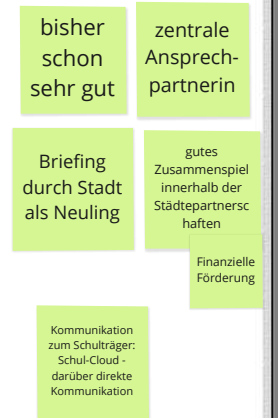 bisher
schon
sehr gut
zentrale
Ansprech-
partnerin
Briefing
durch Stadt
als Neuling
gutes
Zusammenspiel
innerhalb der
Städtepartnersc
haften
Finanzielle
Förderung
Kommunikation
zum Schulträger:
Schul-Cloud -
darüber direkte
Kommunikation